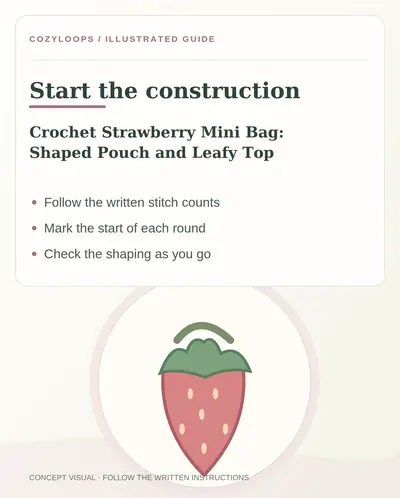 COZYLOOPS / ILLUSTRATED GUIDE
Start the construction
Crochet Strawberry Mini Bag:
Shaped Pouch and Leafy Top
• Follow the written stitch counts
• Mark the start of each round
• Check the shaping as you go
CONCEPT VISUAL · FOLLOW THE WRITTEN INSTRUCTIONS